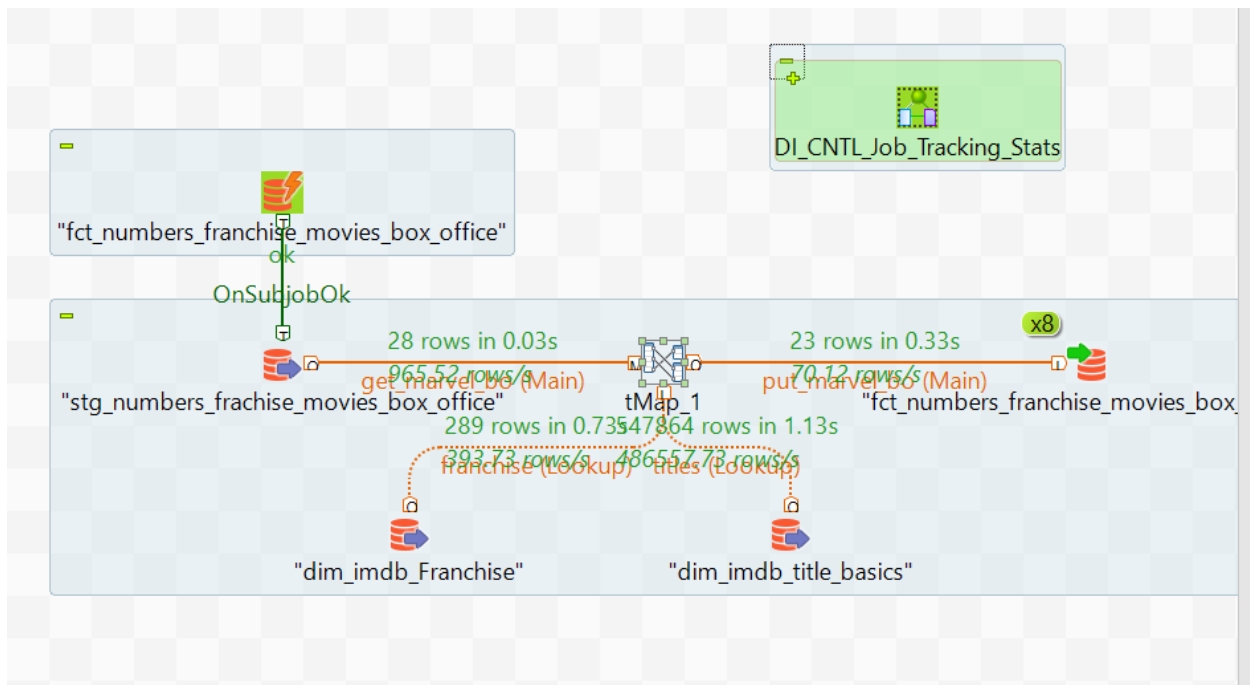 DI_CNTL_Job_Tracking_Stats
"fct_numbers_franchise_movies_box_office"
ok
OnSubjobOk
x8
28 rows in 0.03s
23 rows in 0.33s
965.52 rows/s
70.12 rows/s
get_marvel_bo (Main)
put_marvel_bo (Main)
"stg_numbers_frachise_movies_box_office"
tMap_1
"fct_numbers_franchise_movies_box_
289 rows in 0.73s
547864 rows in 1.13s
393.73 rows/s
486557.73 rows/s
franchise (Lookup)
titles (Lookup)
"dim_imdb_Franchise"
"dim_imdb_title_basics"